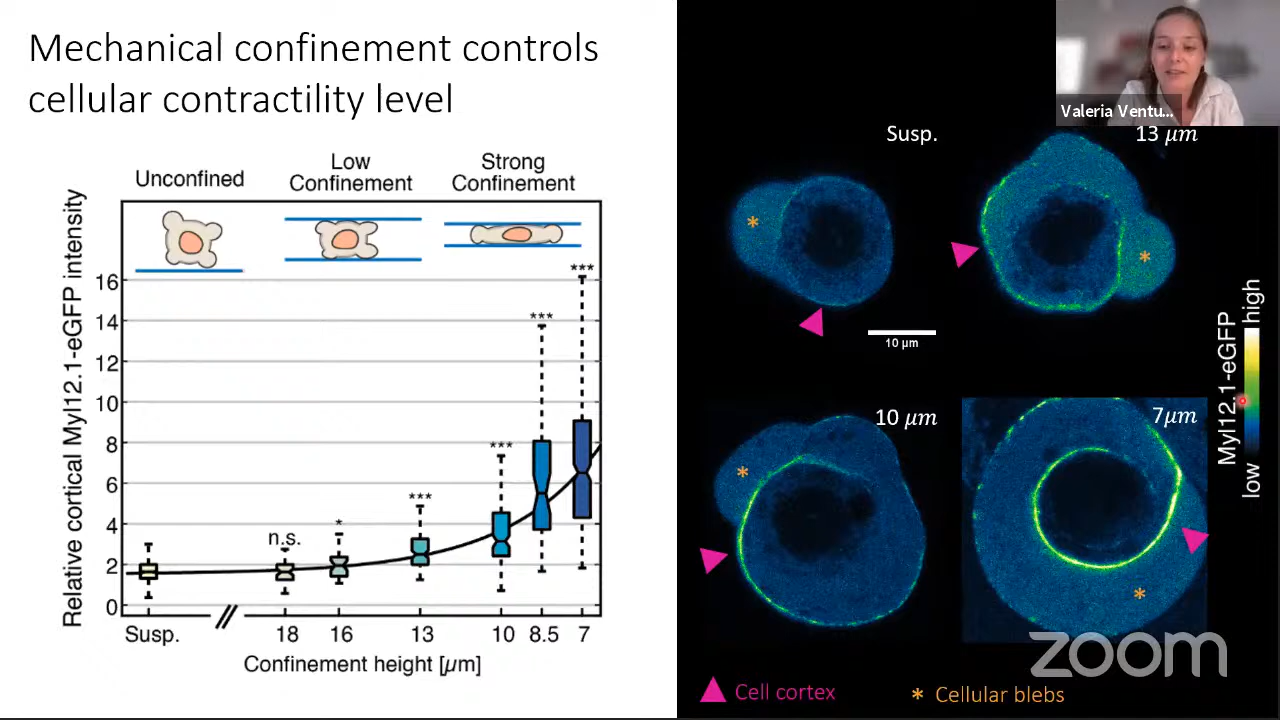 Mechanical confinement controls
cellular contractility level
Valeria Ventu...
Unconfined
Low
Confinement
Strong
Confinement
Relative cortical Myl12.1-eGFP intensity
16
14
12
10
8
6
4
2
0
n.s.
*
***
***
***
***
Susp.
18
16
13
10
8.5
7
Confinement height [µm]
Susp.
13 µm
*
*
10 µm
10 µm
7µm
*
*
Myl12.1-eGFP
low
high
Cell cortex
* Cellular blebs
zoom